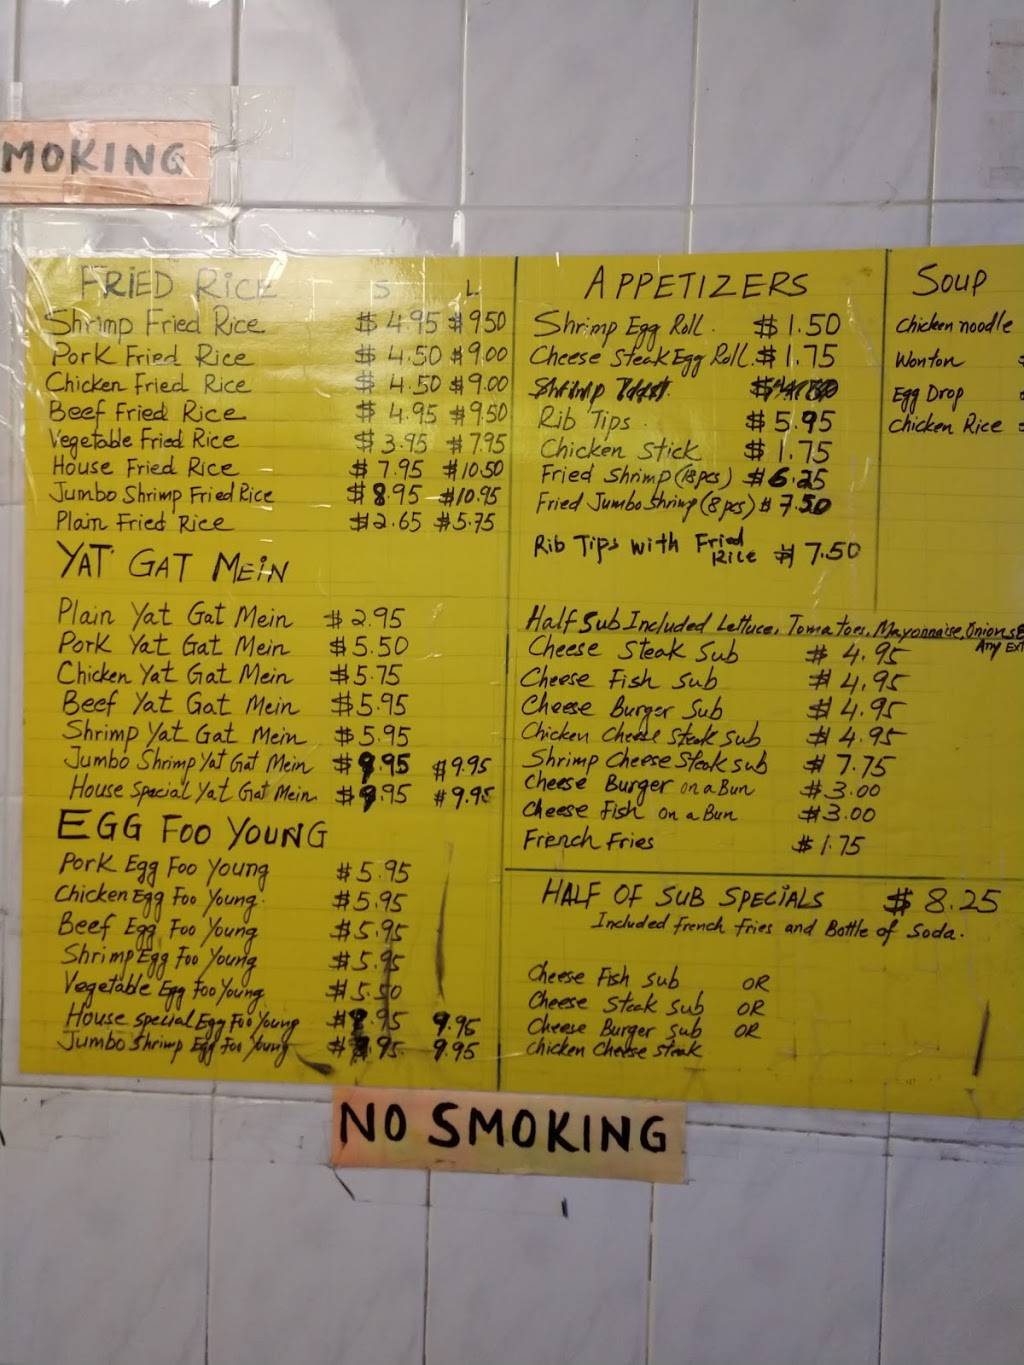 MOKING
FRIED RICE S L
Shrimp Fried Rice $4.95 $9.50
Pork Fried Rice $4.50 $9.00
Chicken Fried Rice $4.50 $9.00
Beef Fried Rice $4.95 $9.50
Vegetable Fried Rice $3.95 $7.95
House Fried Rice $7.95 $10.50
Jumbo Shrimp Fried Rice $8.95 $10.95
Plain Fried Rice $2.65 $5.75
YAT GAT MEIN
Plain Yat Gat Mein $2.95
Pork Yat Gat Mein $5.50
Chicken Yat Gat Mein $5.75
Beef Yat Gat Mein $5.95
Shrimp Yat Gat Mein $5.95
Jumbo Shrimp Yat Gat Mein $9.95 $9.95
House Special Yat Gat Mein $9.95 $9.95
EGG FOO YOUNG
Pork Egg Foo Young $5.95
Chicken Egg Foo Young $5.95
Beef Egg Foo Young $5.95
Shrimp Egg Foo Young $5.95
Vegetable Egg Foo Young $5.50
House special Egg Foo Young 9.95
Jumbo Shrimp Egg Foo Young 9.95
APPETIZERS
Shrimp Egg Roll. $1.50
Cheese Steak Egg Roll. $1.75
Shrimp
Rib Tips. $5.95
Chicken Stick $1.75
Fried Shrimp (18pcs) $6.25
Fried Jumbo Shrimp (8 pcs) $7.50
Rib Tips with Fried Rice $7.50
Half Sub Included Lettuce, Tomatoes, Mayonnaise, Onions
Any
Cheese Steak Sub $4.95
Cheese Fish Sub $4.95
Cheese Burger Sub $4.95
Chicken Cheese Steak Sub $4.95
Shrimp Cheese Steak sub $7.75
Cheese Burger on a Bun $3.00
Cheese Fish on a Bun $3.00
French Fries $1.75
HALF OF SUB SPECIALS $8.25
Included French Fries and Bottle of Soda.
Cheese Fish Sub OR
Cheese Steak Sub OR
Cheese Burger Sub OR
Chicken Cheese Steak
SOUP
Chicken noodle
Wonton
Egg Drop
Chicken Rice
NO SMOKING